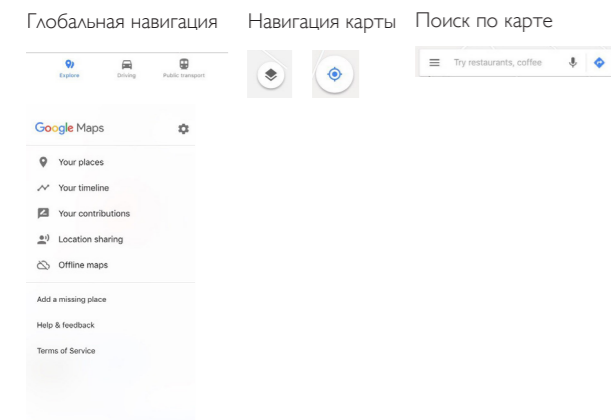 Глобальная навигация
Навигация карты
Поиск по карте
Explore
Driving
Public transport
Try restaurants, coffee
Google Maps
Your places
Your timeline
Your contributions
Location sharing
Offline maps
Add a missing place
Help & feedback
Terms of Service